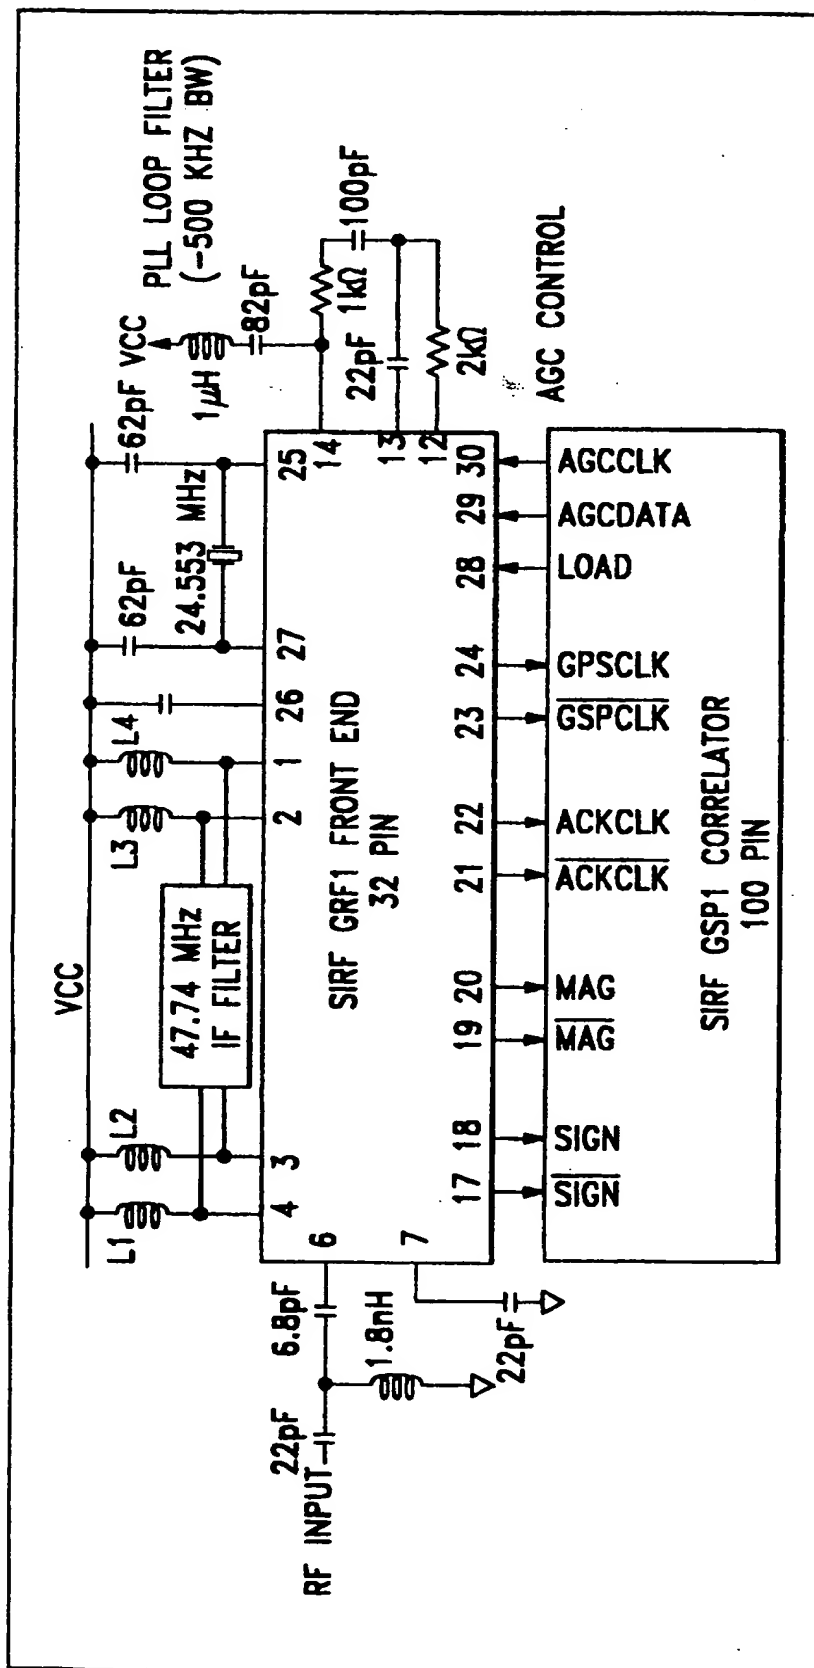 VCC
L1
L2
L3
L4
62pF
62pF
VCC
PLL LOOP FILTER
(-500 KHZ BW)
47.74 MHz
IF FILTER
24.553 MHz
1μH
82pF
4
3
2
1
26
27
25
RF INPUT
22pF
6.8pF
6
14
1kΩ
100pF
SIRF GRF1 FRONT END
32 PIN
1.8nH
7
13
22pF
12
2kΩ
22pF
17
18
19
20
21
22
23
24
28
29
30
AGC CONTROL
SIGN
SIGN
MAG
MAG
ACKCLK
ACKCLK
GSPCLK
GPSCLK
LOAD
AGCDATA
AGCCLK
SIRF GSP1 CORRELATOR
100 PIN